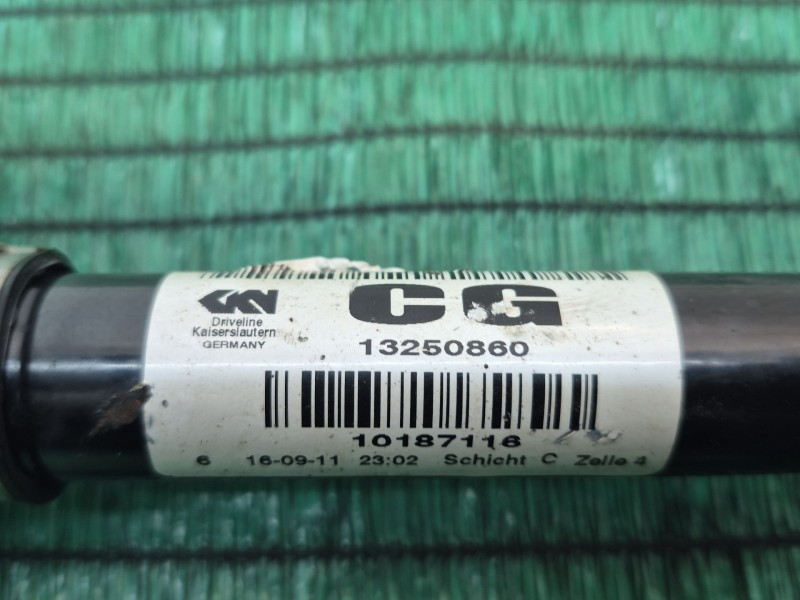 GKN
CG
Driveline
Kaiserslautern
GERMANY
13250860
10187116
6 16-09-11 23:02 Schicht C Zelle 4